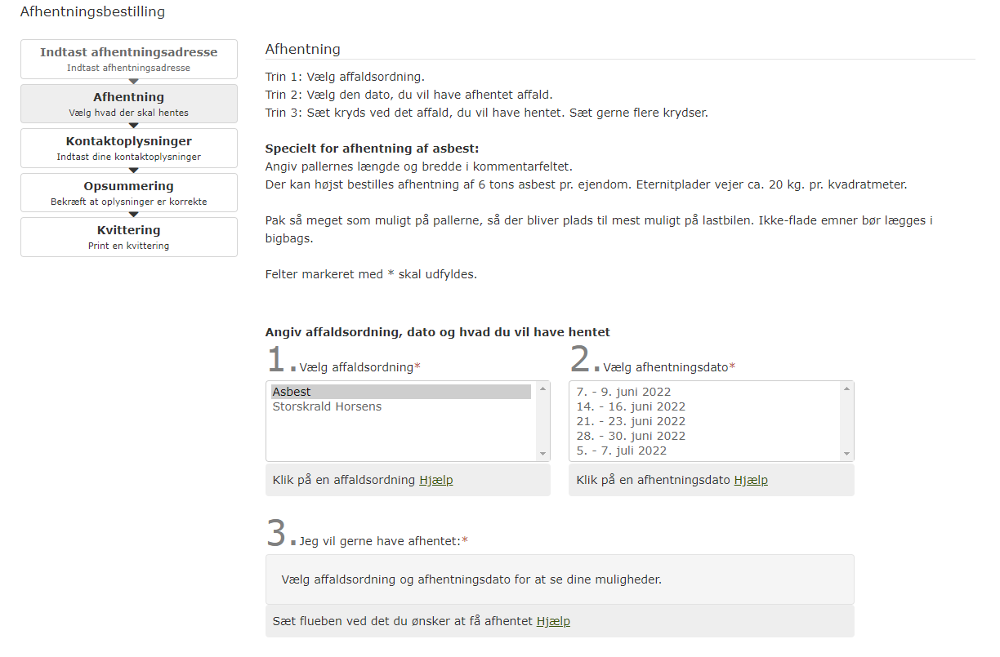 Afhentningsbestilling
Indtast afhentningsadresse
Indtast afhentningsadresse
Afhentning
Vælg hvad der skal hentes
Kontaktoplysninger
Indtast dine kontaktoplysninger
Opsummering
Bekræft at oplysninger er korrekte
Kvittering
Print en kvittering
Afhentning
Trin 1: Vælg affaldsordning.
Trin 2: Vælg den dato, du vil have afhentet affald.
Trin 3: Sæt kryds ved det affald, du vil have hentet. Sæt gerne flere krydser.
Specielt for afhentning af asbest:
Angiv pallernes længde og bredde i kommentarfeltet.
Der kan højst bestilles afhentning af 6 tons asbest pr. ejendom. Eternitplader vejer ca. 20 kg. pr. kvadratmeter.
Pak så meget som muligt på pallerne, så der bliver plads til mest muligt på lastbilen. Ikke-flade emner bør lægges i
bigbags.
Felter markeret med * skal udfyldes.
Angiv affaldsordning, dato og hvad du vil have hentet
1. Vælg affaldsordning*
Asbest
Storskrald Horsens
Klik på en affaldsordning Hjælp
2. Vælg afhentningsdato*
7. - 9. juni 2022
14. - 16. juni 2022
21. - 23. juni 2022
28. - 30. juni 2022
5. - 7. juli 2022
Klik på en afhentningsdato Hjælp
3. Jeg vil gerne have afhentet:*
Vælg affaldsordning og afhentningsdato for at se dine muligheder.
Sæt flueben ved det du ønsker at få afhentet Hjælp